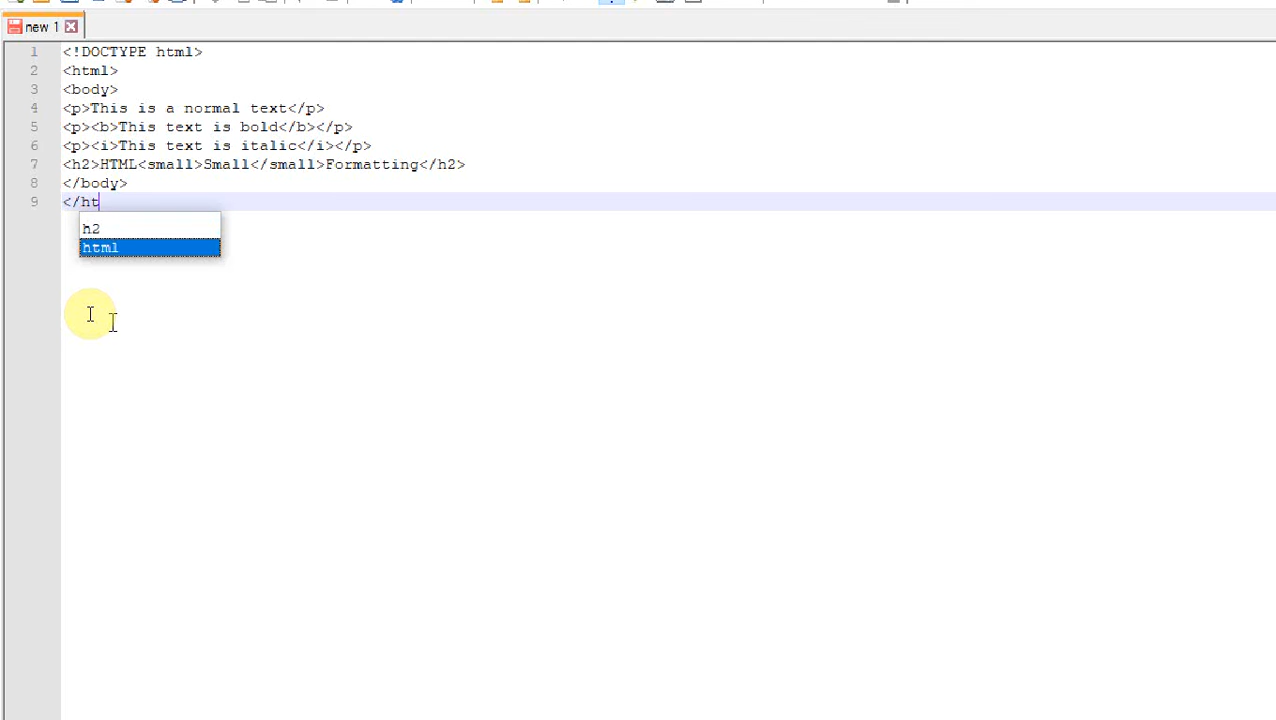 new 1
1 <!DOCTYPE html>
2 <html>
3 <body>
4 <p>This is a normal text</p>
5 <p><b>This text is bold</b></p>
6 <p><i>This text is italic</i></p>
7 <h2>HTML<small>Small</small>Formatting</h2>
8 </body>
9 </ht
h2
html